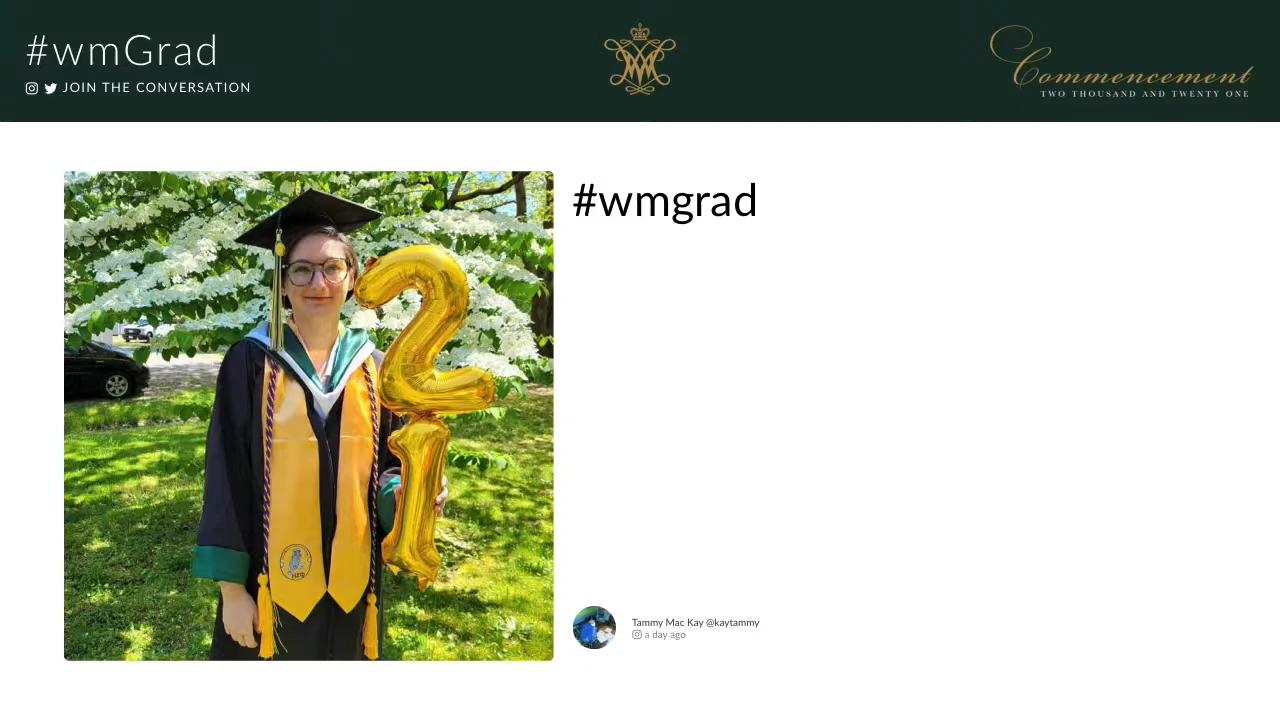 #wmGrad
JOIN THE CONVERSATION
Commencement
TWO THOUSAND AND TWENTY ONE
#wmgrad
Tammy Mac Kay @kaytammy
a day ago